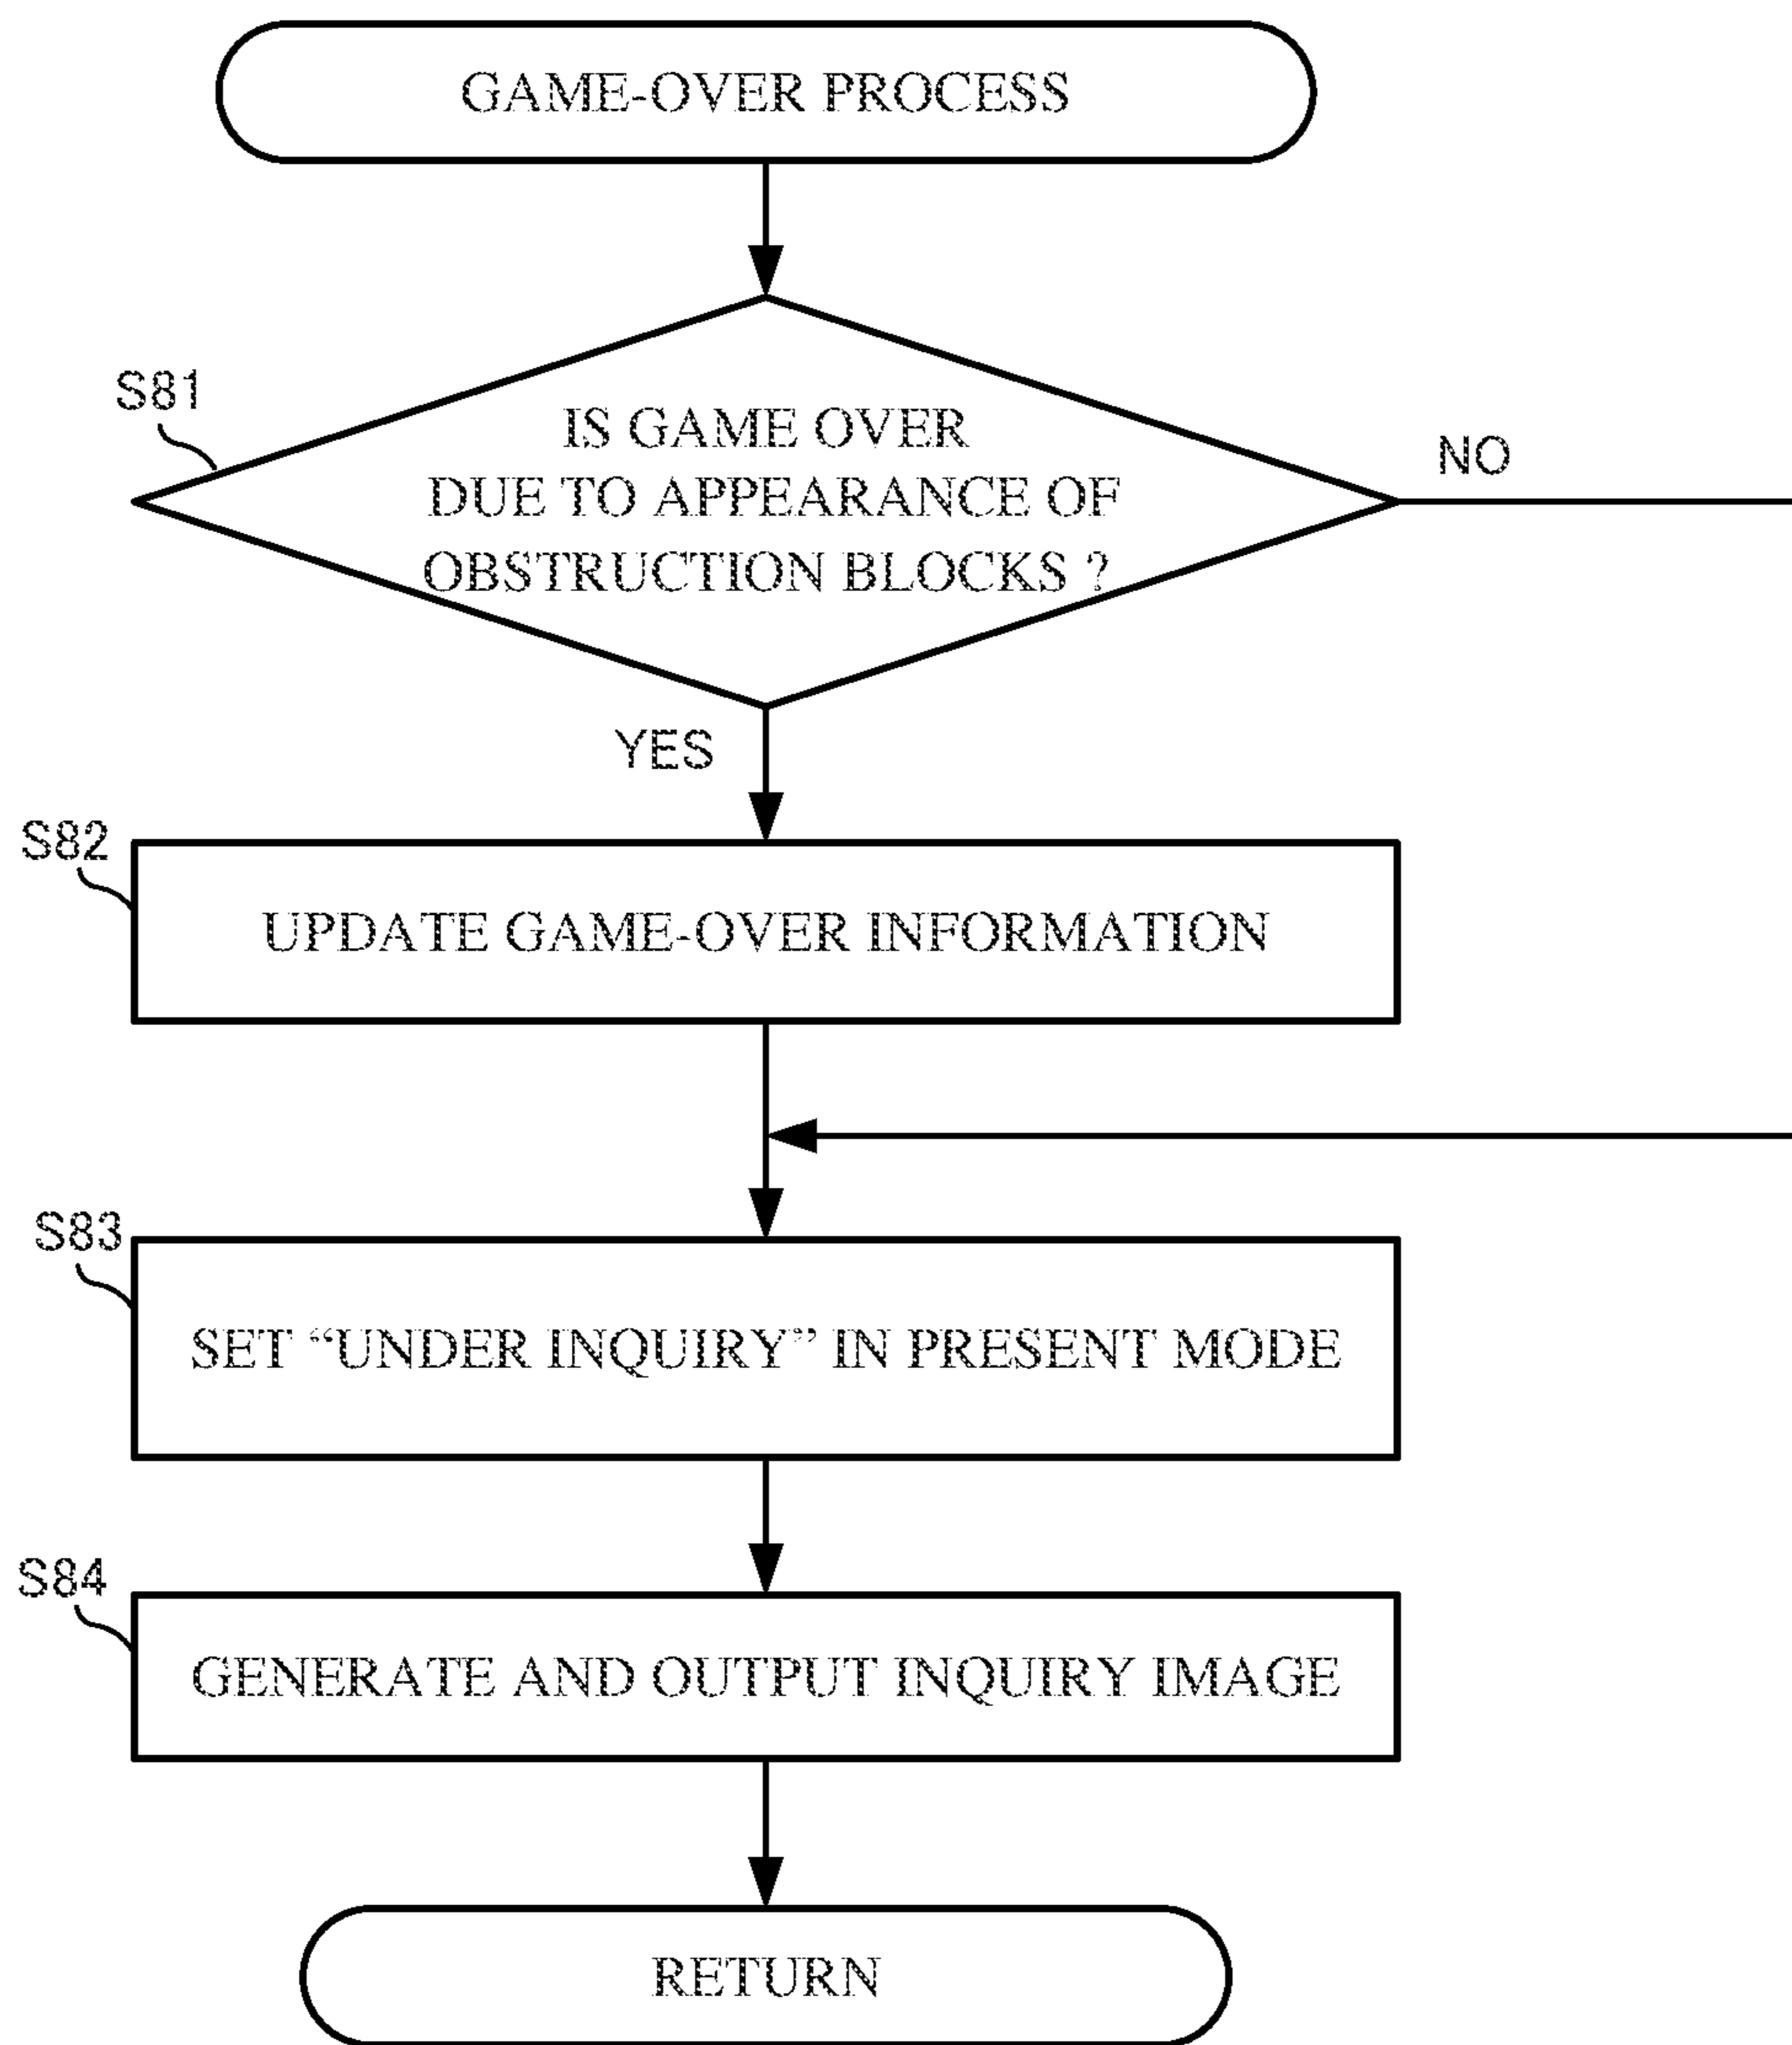 GAME-OVER PROCESS
S81
IS GAME OVER
DUE TO APPEARANCE OF
OBSTRUCTION BLOCKS ?
NO
YES
S82
UPDATE GAME-OVER INFORMATION
S83
SET “UNDER INQUIRY” IN PRESENT MODE
S84
GENERATE AND OUTPUT INQUIRY IMAGE
RETURN